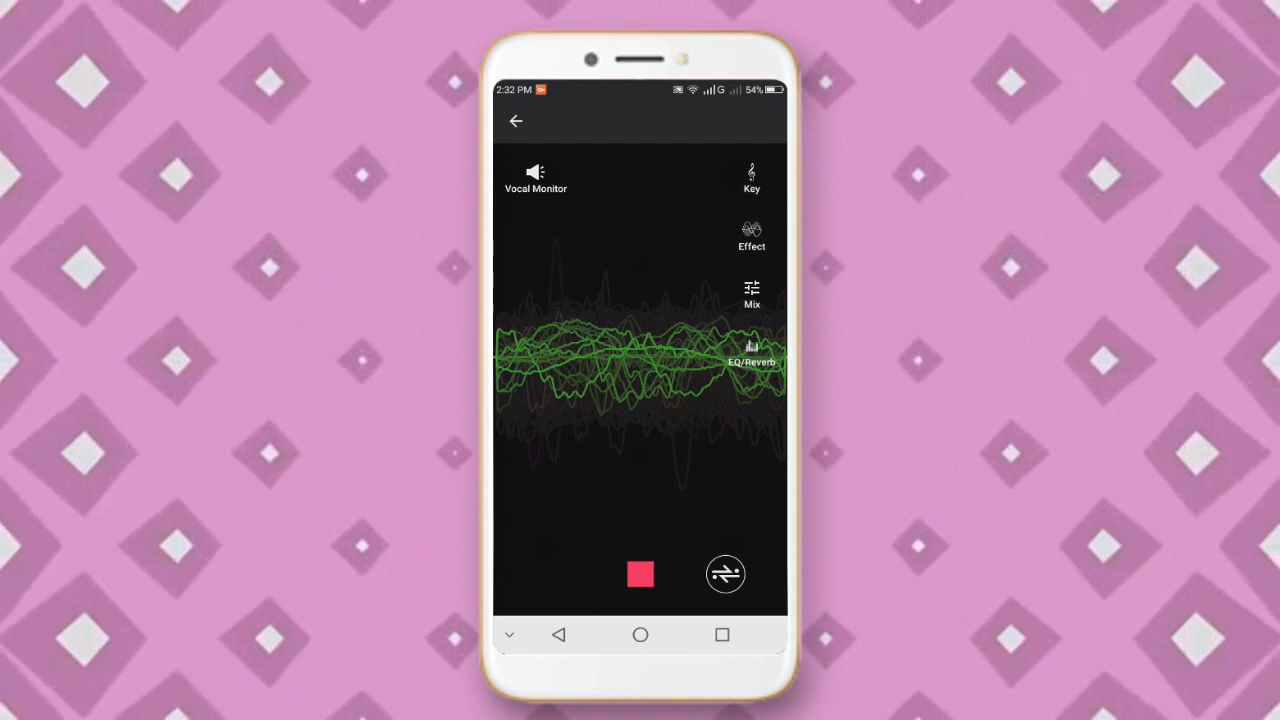 2:32 PM G 54%
Vocal Monitor
Key
Effect
Mix
EQ/Reverb